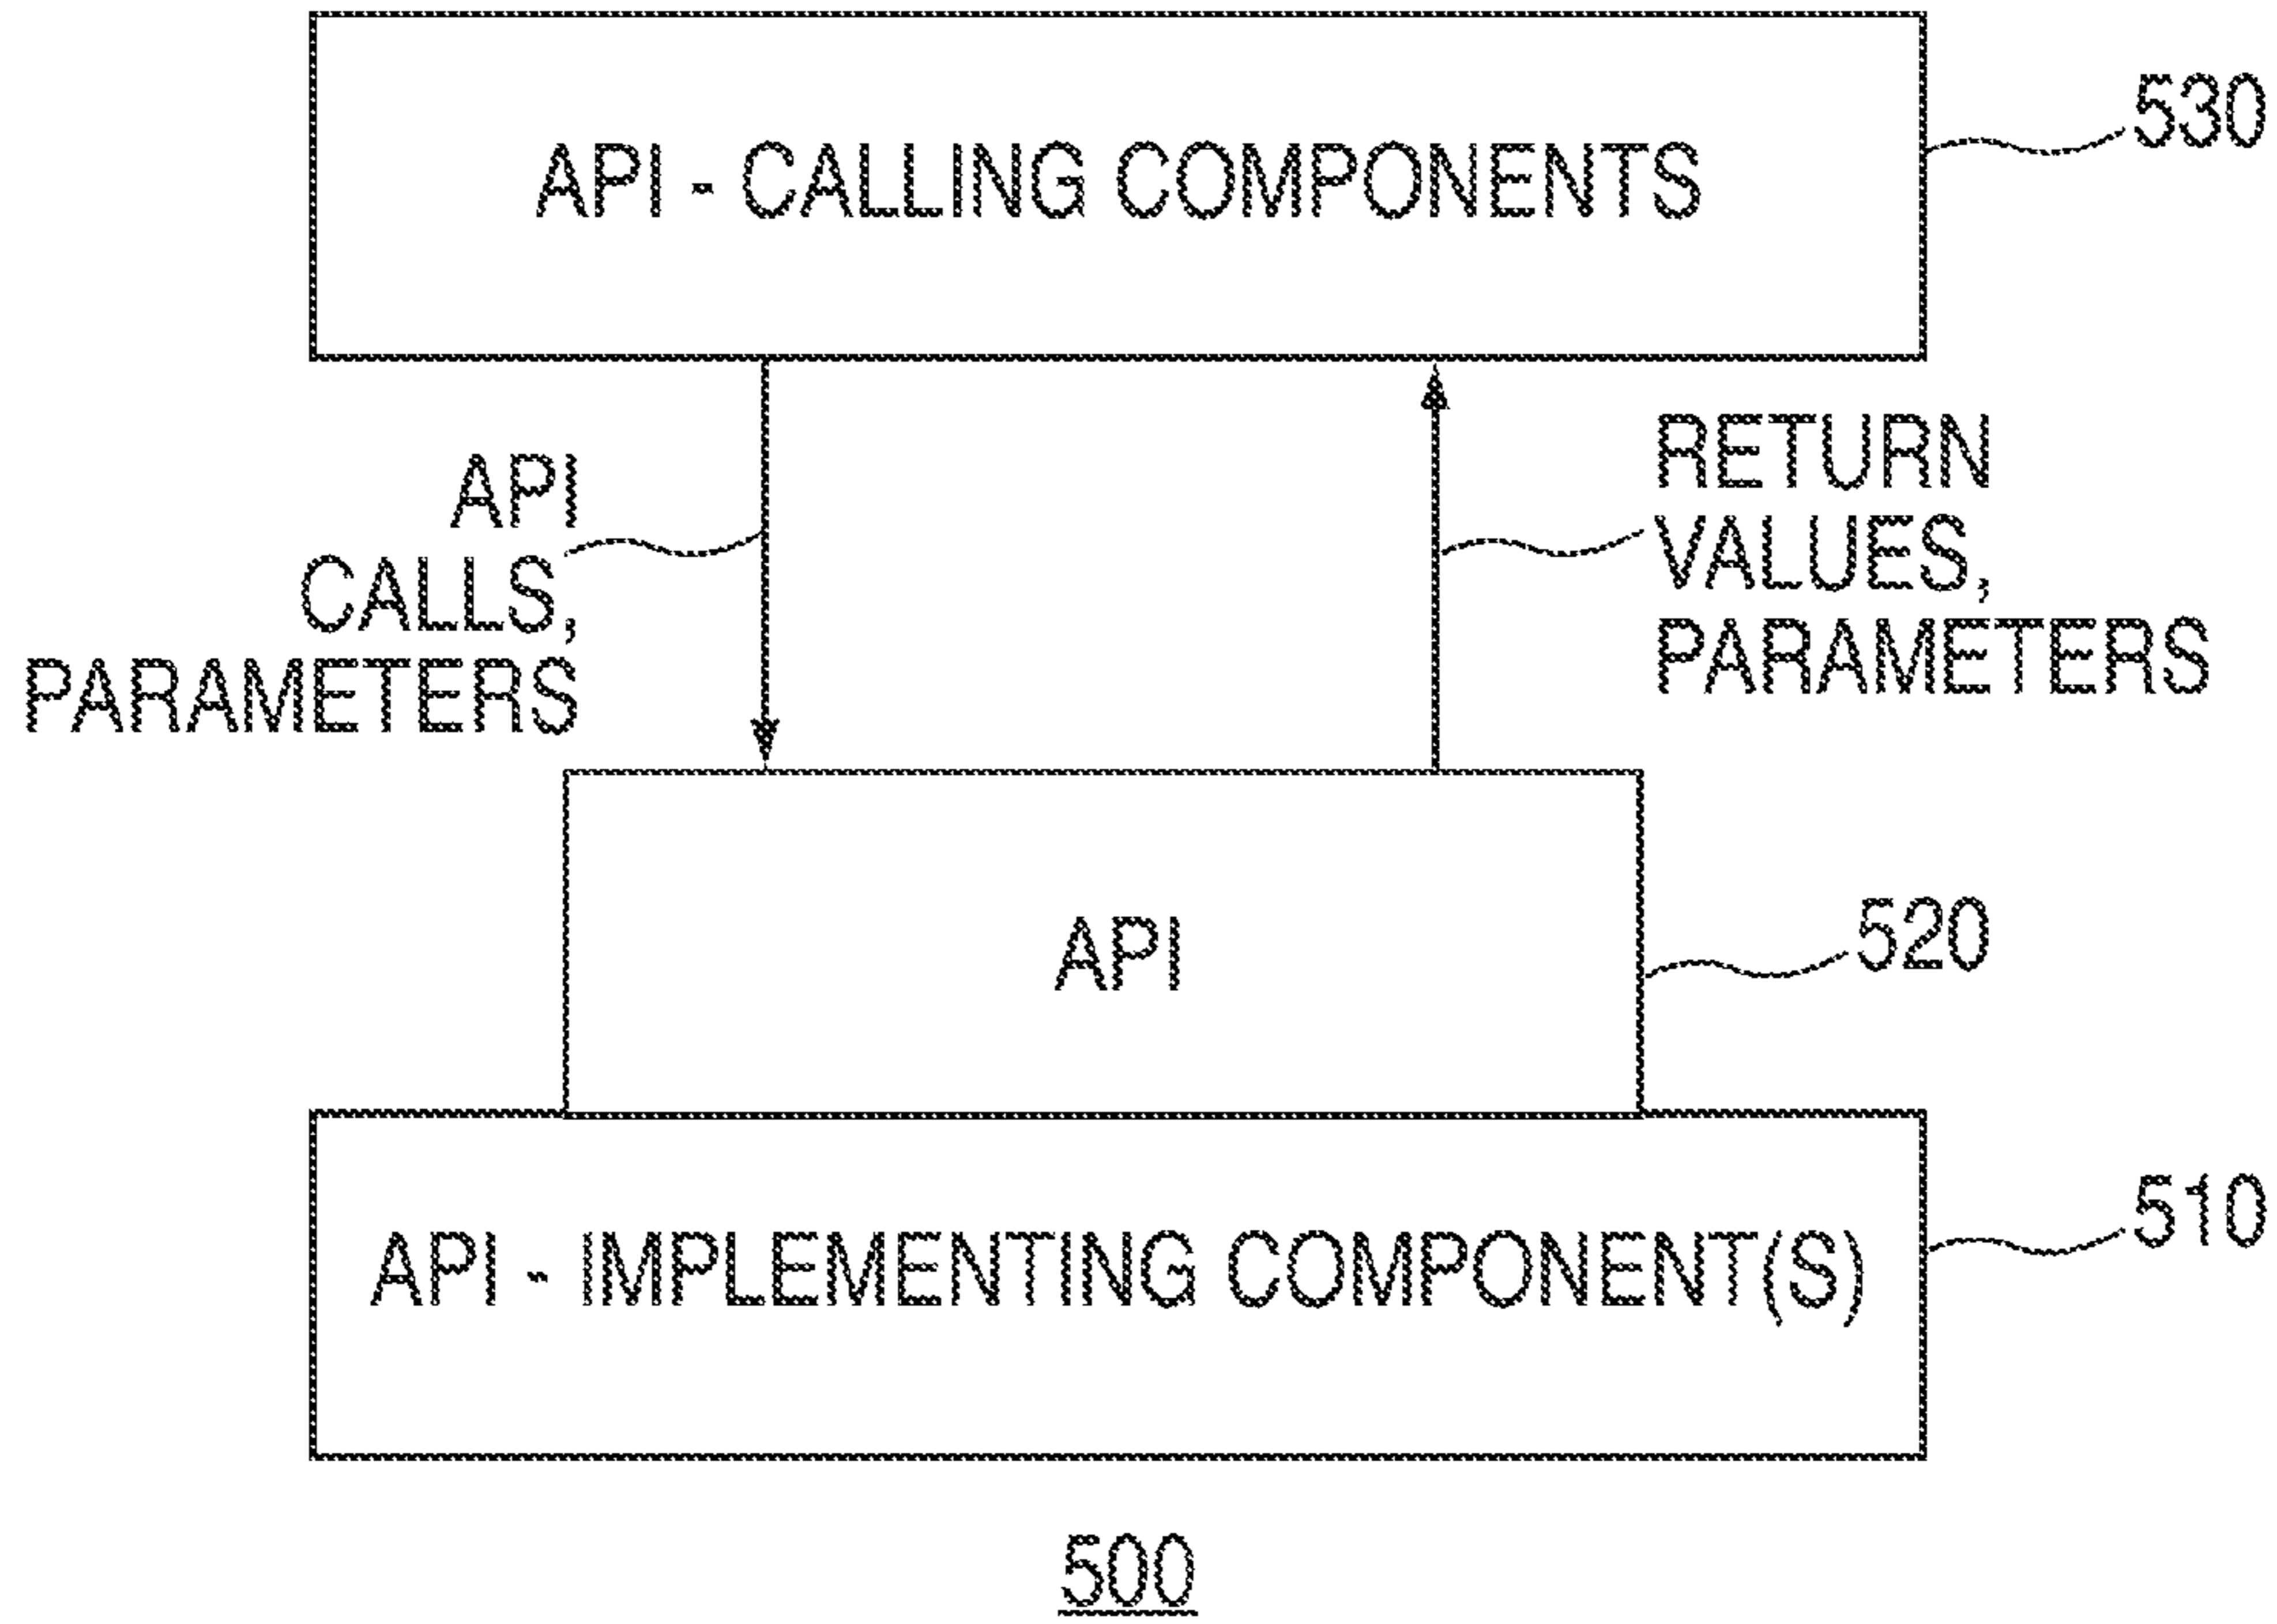 API - CALLING COMPONENTS
530
API
CALLS,
PARAMETERS
RETURN
VALUES,
PARAMETERS
API
520
API - IMPLEMENTING COMPONENT(S)
510
500